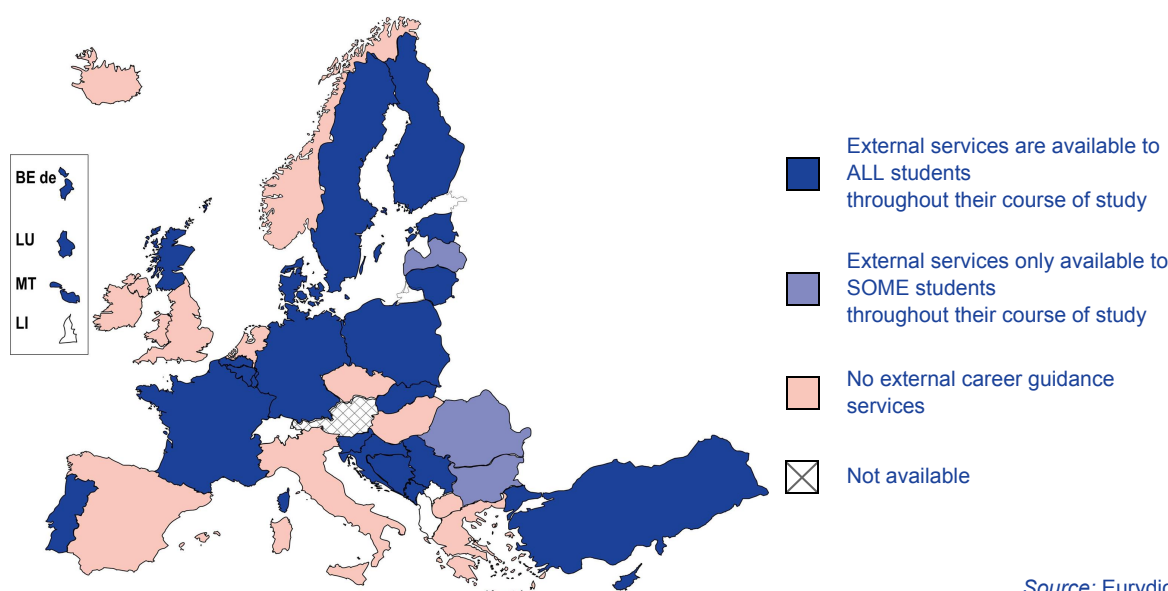 BE de
LU
MT
LI
External services are available to
ALL students
throughout their course of study
External services only available to
SOME students
throughout their course of study
No external career guidance
services
Not available
Source: Eurydic